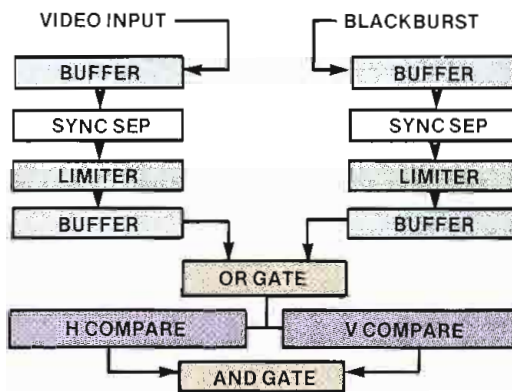 VIDEO INPUT
BLACKBURST
BUFFER
BUFFER
SYNC SEP
SYNC SEP
LIMITER
LIMITER
BUFFER
BUFFER
OR GATE
H COMPARE
V COMPARE
AND GATE